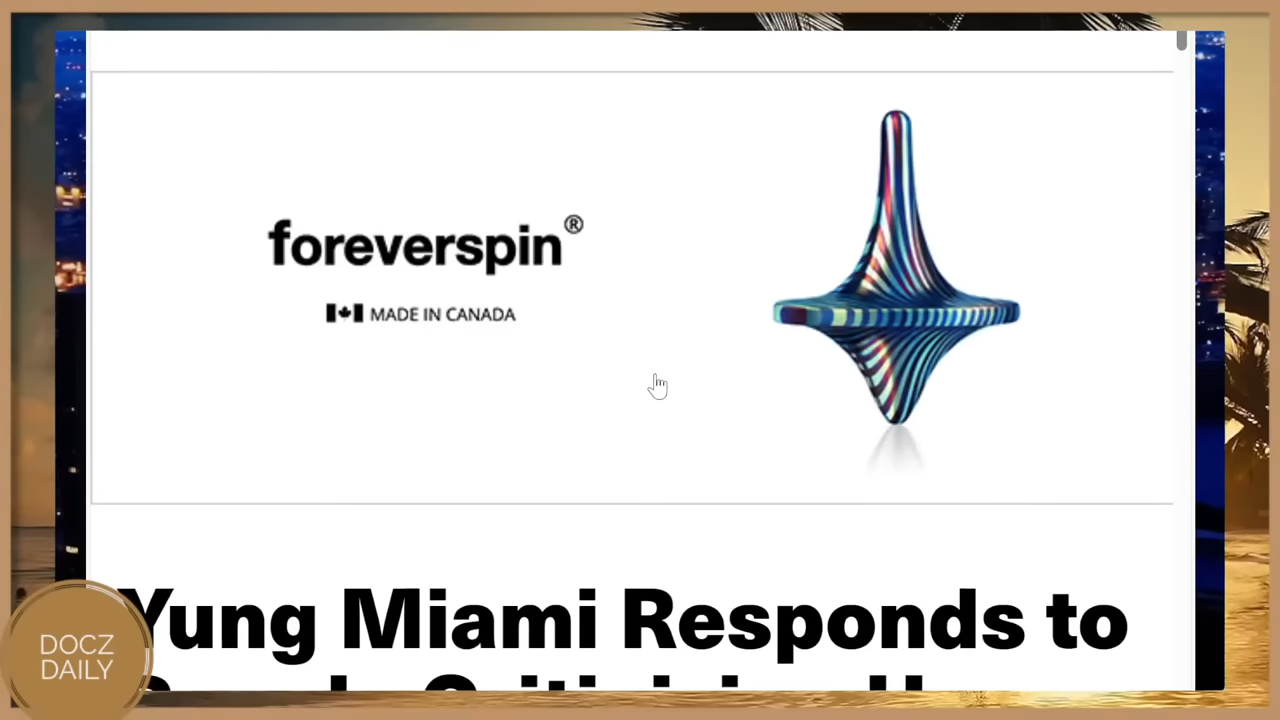 foreverspin®
MADE IN CANADA
Yung Miami Responds to
DOCZ
DAILY